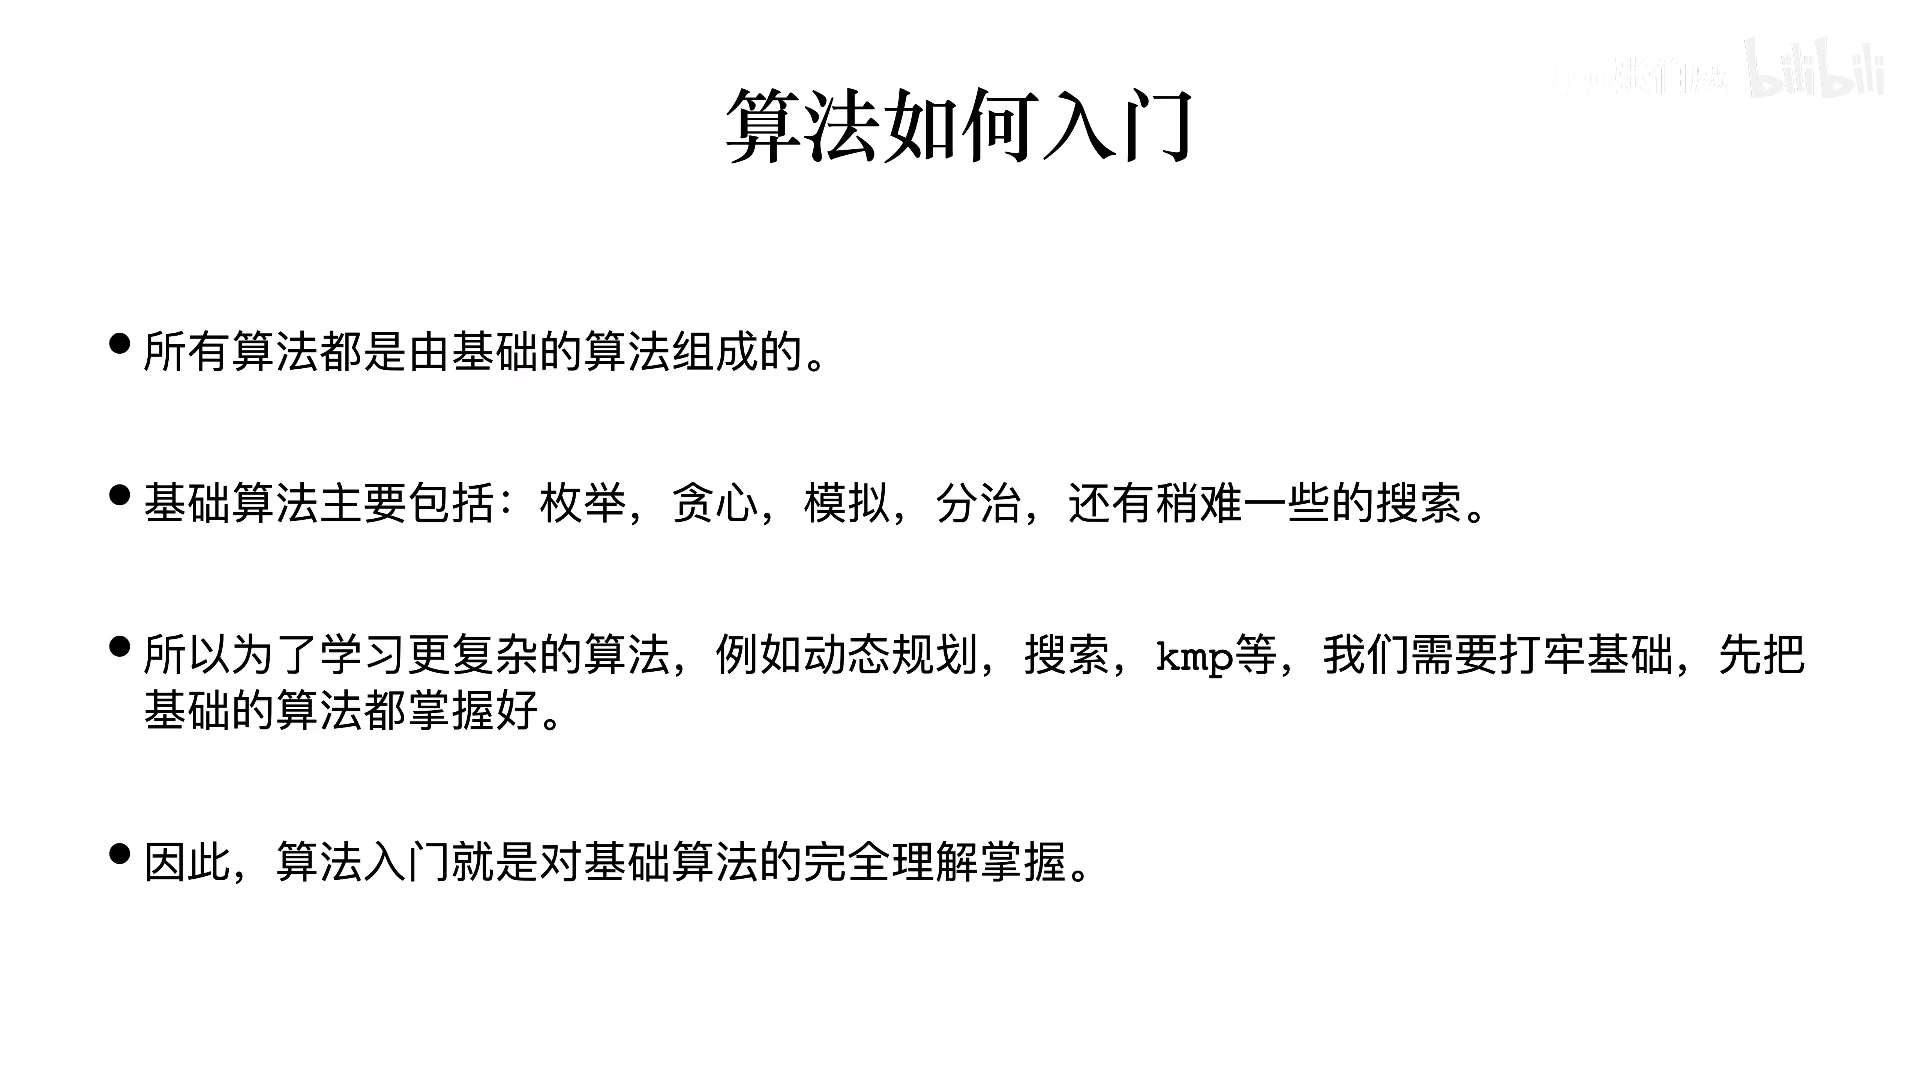 bilibili
算法如何入门
所有算法都是由基础的算法组成的。
基础算法主要包括：枚举，贪心，模拟，分治，还有稍难一些的搜索。
所以为了学习更复杂的算法，例如动态规划，搜索，kmp等，我们需要打牢基础，先把
基础的算法都掌握好。
因此，算法入门就是对基础算法的完全理解掌握。